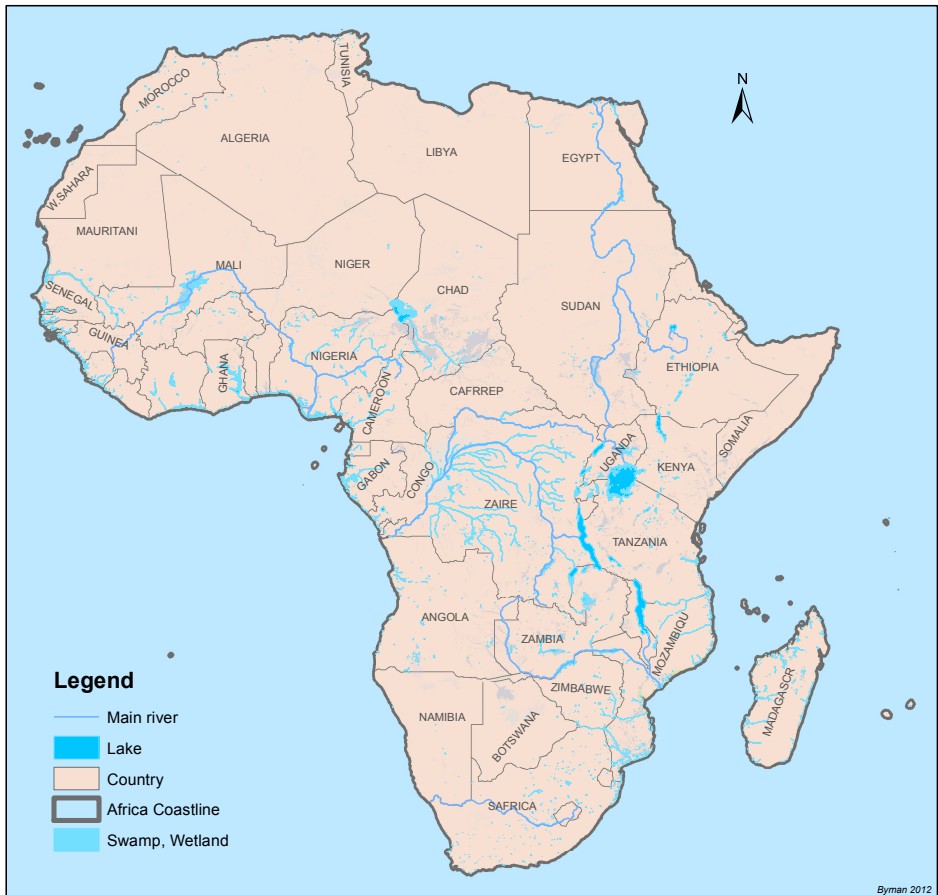 N
TUNISIA
MOROCCO
ALGERIA
LIBYA
EGYPT
W.SAHARA
MAURITANI
MALI
NIGER
CHAD
SUDAN
SENEGAL
GUINEA
GHANA
NIGERIA
CAMEROON
CAFRREP
ETHIOPIA
SOMALIA
UGANDA
KENYA
GABON
CONGO
ZAIRE
TANZANIA
ANGOLA
ZAMBIA
MOZAMBIQU
ZIMBABWE
MADAGASCR
NAMIBIA
BOTSWANA
SAFRICA
Legend
Main river
Lake
Country
Africa Coastline
Swamp, Wetland
Byman 2012